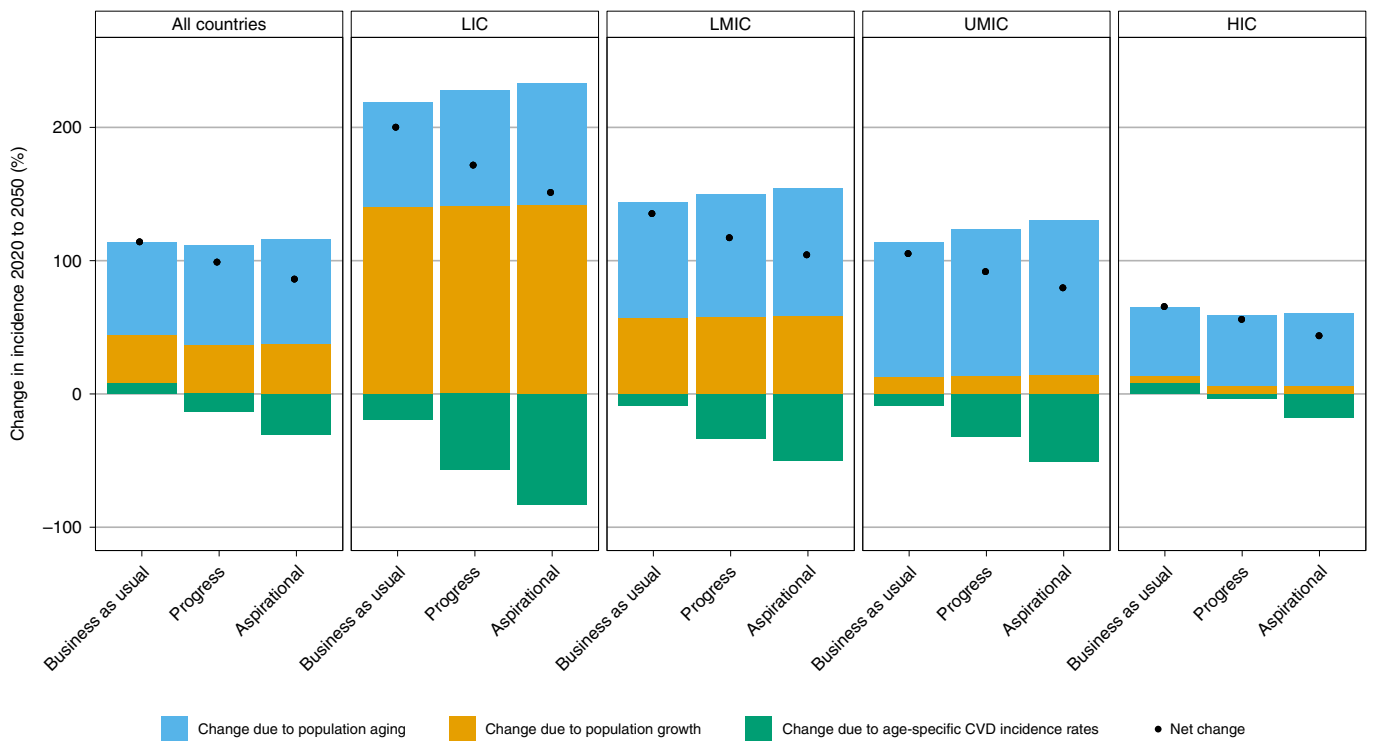 All countries LIC LMIC UMIC HIC
Change in incidence 2020 to 2050 (%)
200
100
0
−100
Business as usual Progress Aspirational Business as usual Progress Aspirational Business as usual Progress Aspirational Business as usual Progress Aspirational Business as usual Progress Aspirational
Change due to population aging Change due to population growth Change due to age-specific CVD incidence rates Net change